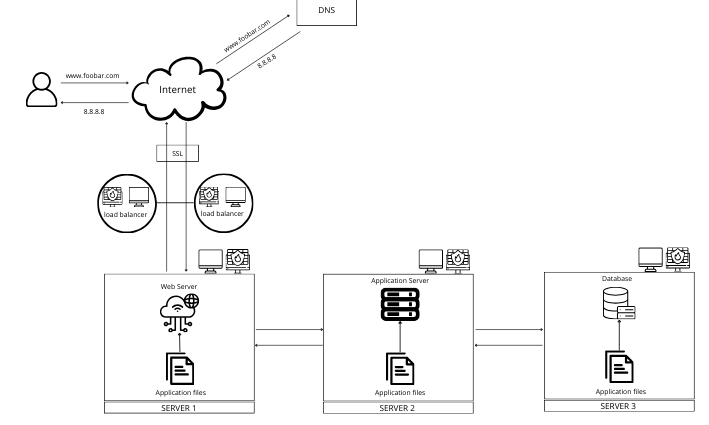 DNS
www.foobar.com
8.8.8.8
www.foobar.com
Internet
8.8.8.8
SSL
load balancer
load balancer
Web Server
Application Server
Database
Application files
Application files
Application files
SERVER 1
SERVER 2
SERVER 3